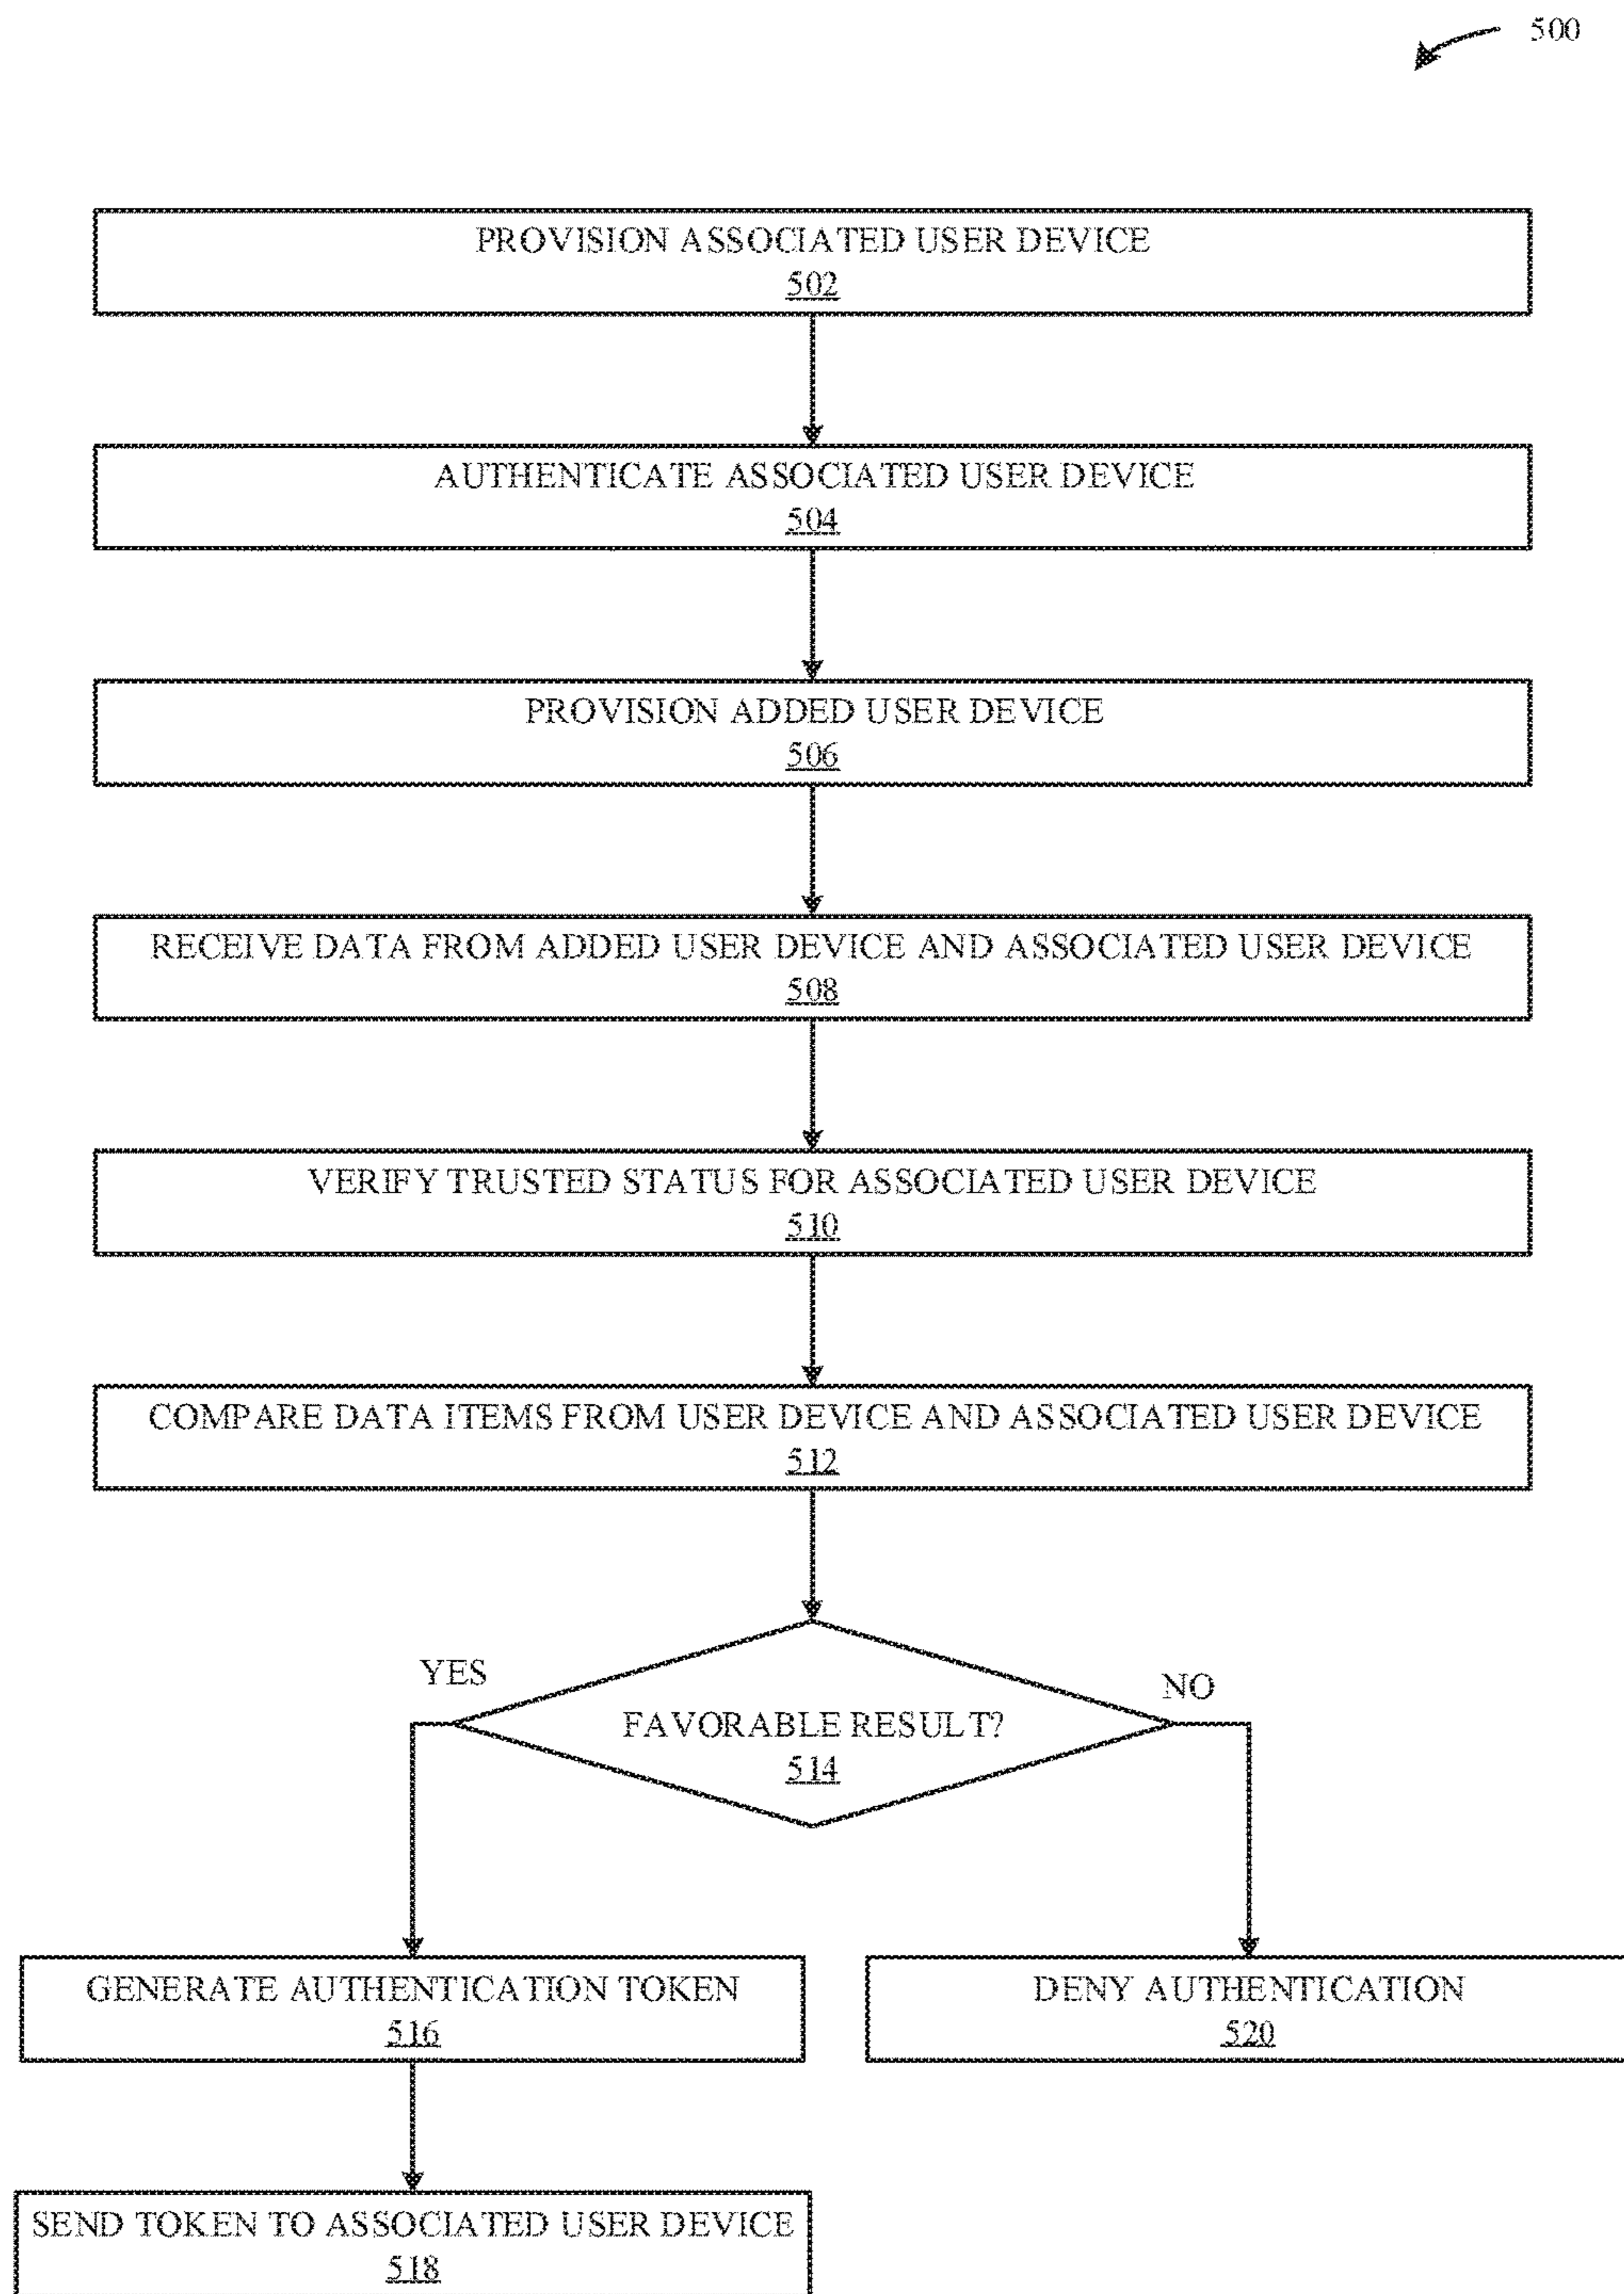 500
PROVISION ASSOCIATED USER DEVICE
502
AUTHENTICATE ASSOCIATED USER DEVICE
504
PROVISION ADDED USER DEVICE
506
RECEIVE DATA FROM ADDED USER DEVICE AND ASSOCIATED USER DEVICE
508
VERIFY TRUSTED STATUS FOR ASSOCIATED USER DEVICE
510
COMPARE DATA ITEMS FROM USER DEVICE AND ASSOCIATED USER DEVICE
512
YES
NO
FAVORABLE RESULT?
514
GENERATE AUTHENTICATION TOKEN
516
DENY AUTHENTICATION
520
SEND TOKEN TO ASSOCIATED USER DEVICE
518